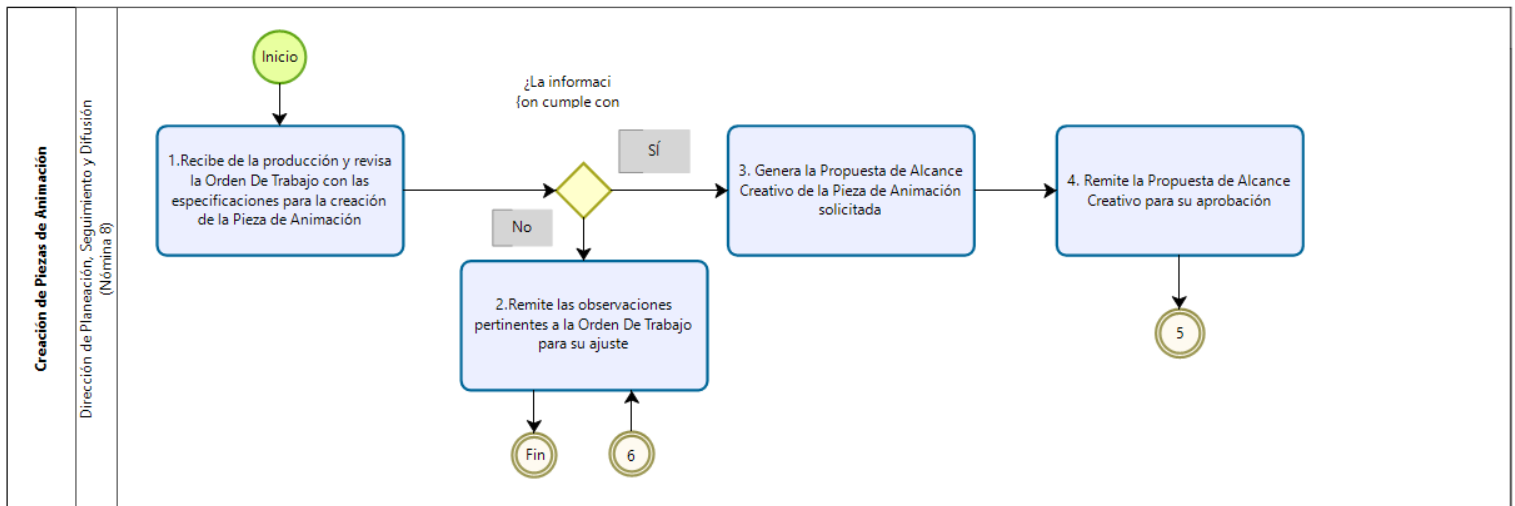 Creación de Piezas de Animación
Dirección de Planeación, Seguimiento y Difusión
(Nómina 8)
Inicio
1.Recibe de la producción y revisa
la Orden De Trabajo con las
especificaciones para la creación
de la Pieza de Animación
¿La informaci
{on cumple con
SÍ
No
2.Remite las observaciones
pertinentes a la Orden De Trabajo
para su ajuste
Fin
6
3. Genera la Propuesta de Alcance
Creativo de la Pieza de Animación
solicitada
4. Remite la Propuesta de Alcance
Creativo para su aprobación
5